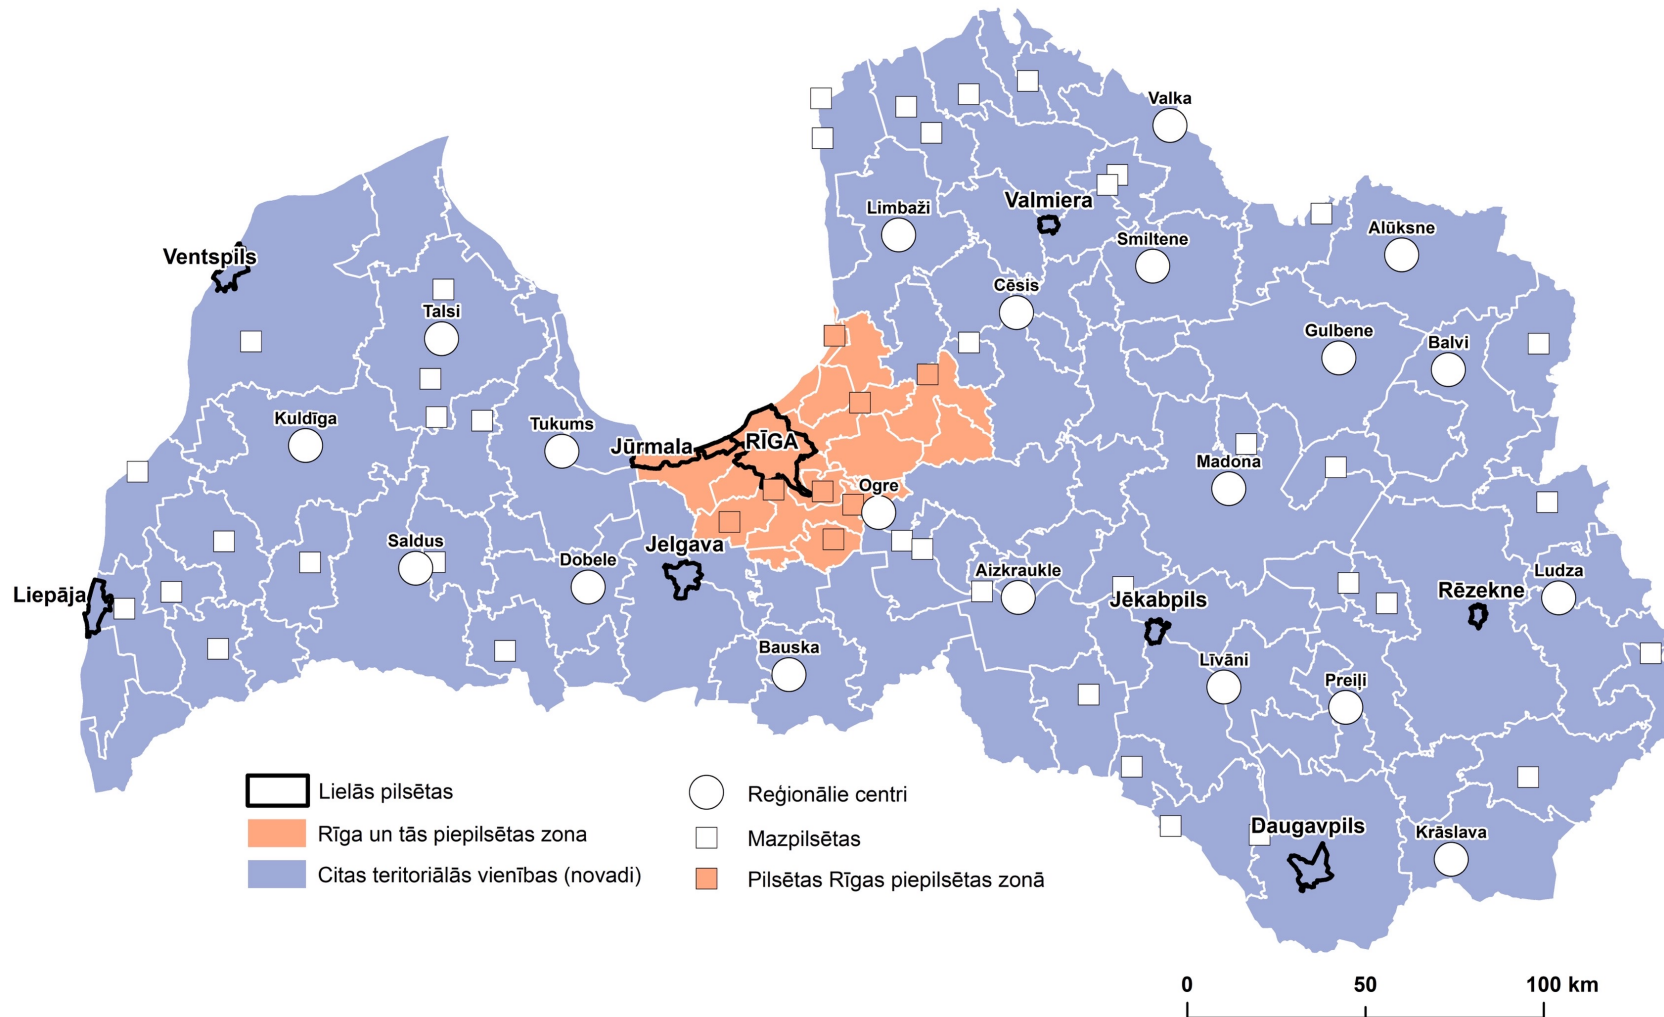 Valka
Valmiera
Limbaži
Alūksne
Smiltene
Ventspils
Cēsis
Talsi
Gulbene
Balvi
Kuldīga
Tukums
Jūrmala
RĪGA
Madona
Ogre
Saldus
Jelgava
Dobele
Aizkraukle
Ludza
Liepāja
Jēkabpils
Rēzekne
Bauska
Līvāni
Preiļi
Daugavpils
Krāslava
Lielās pilsētas
Rīga un tās piepilsētas zona
Citas teritoriālās vienības (novadi)
Reģionālie centri
Mazpilsētas
Pilsētas Rīgas piepilsētas zonā
0 50 100 km